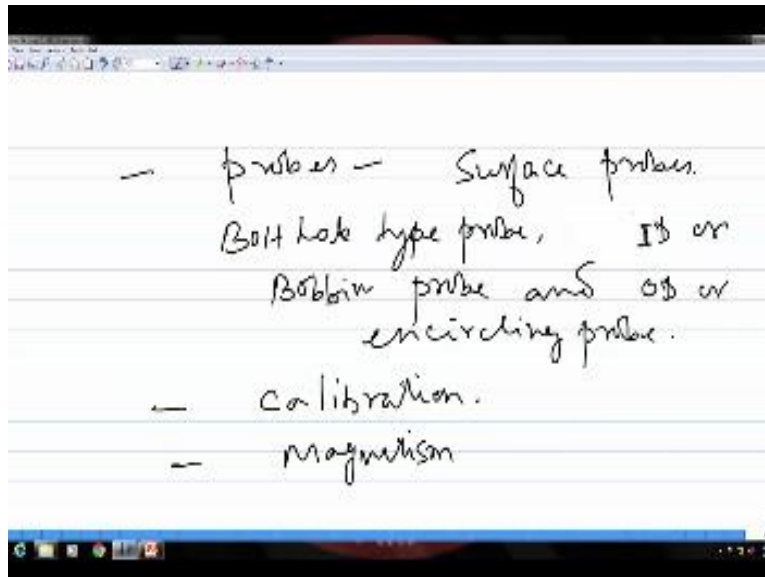 - probes - Surface probes.
Bolt hole type probe, ID or
Bobbin probe and OD or
encircling probe.
- Calibration.
- Magnetism